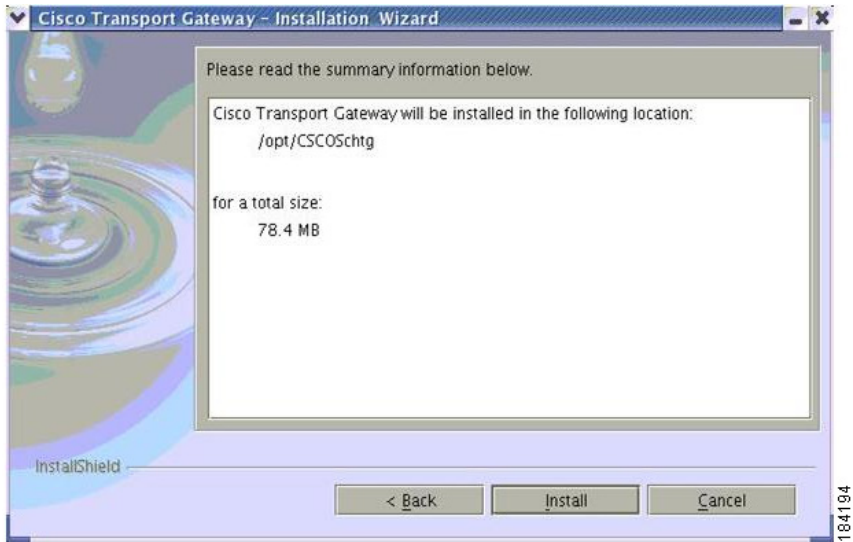 Cisco Transport Gateway - Installation Wizard
Please read the summary information below.
Cisco Transport Gateway will be installed in the following location:
/opt/CSCOSchtg
for a total size:
78.4 MB
InstallShield
< Back
Install
Cancel
184194